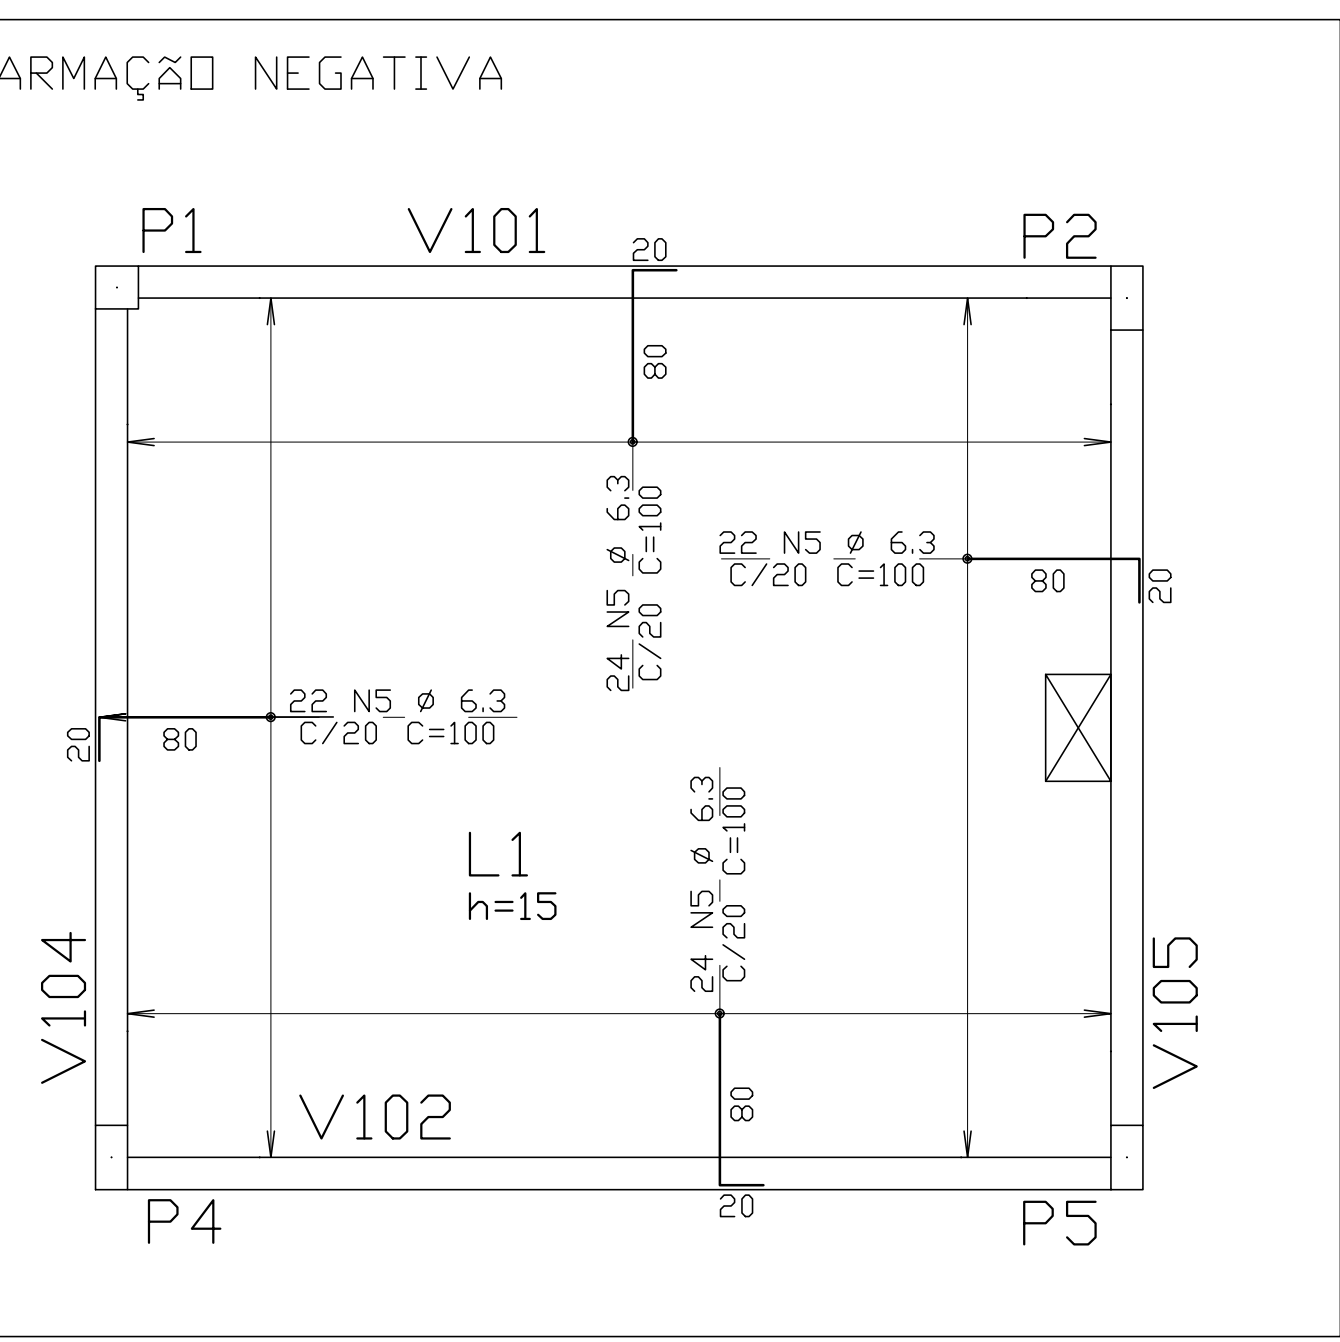 ARMAÇÃO NEGATIVA
P1
V101
P2
20
80
24 N5 ø 6.3
C/20 C=100
22 N5 ø 6.3
C/20 C=100
80
20
22 N5 ø 6.3
C/20 C=100
20
80
24 N5 ø 6.3
C/20 C=100
L1
h=15
V104
V105
V102
80
20
P4
P5